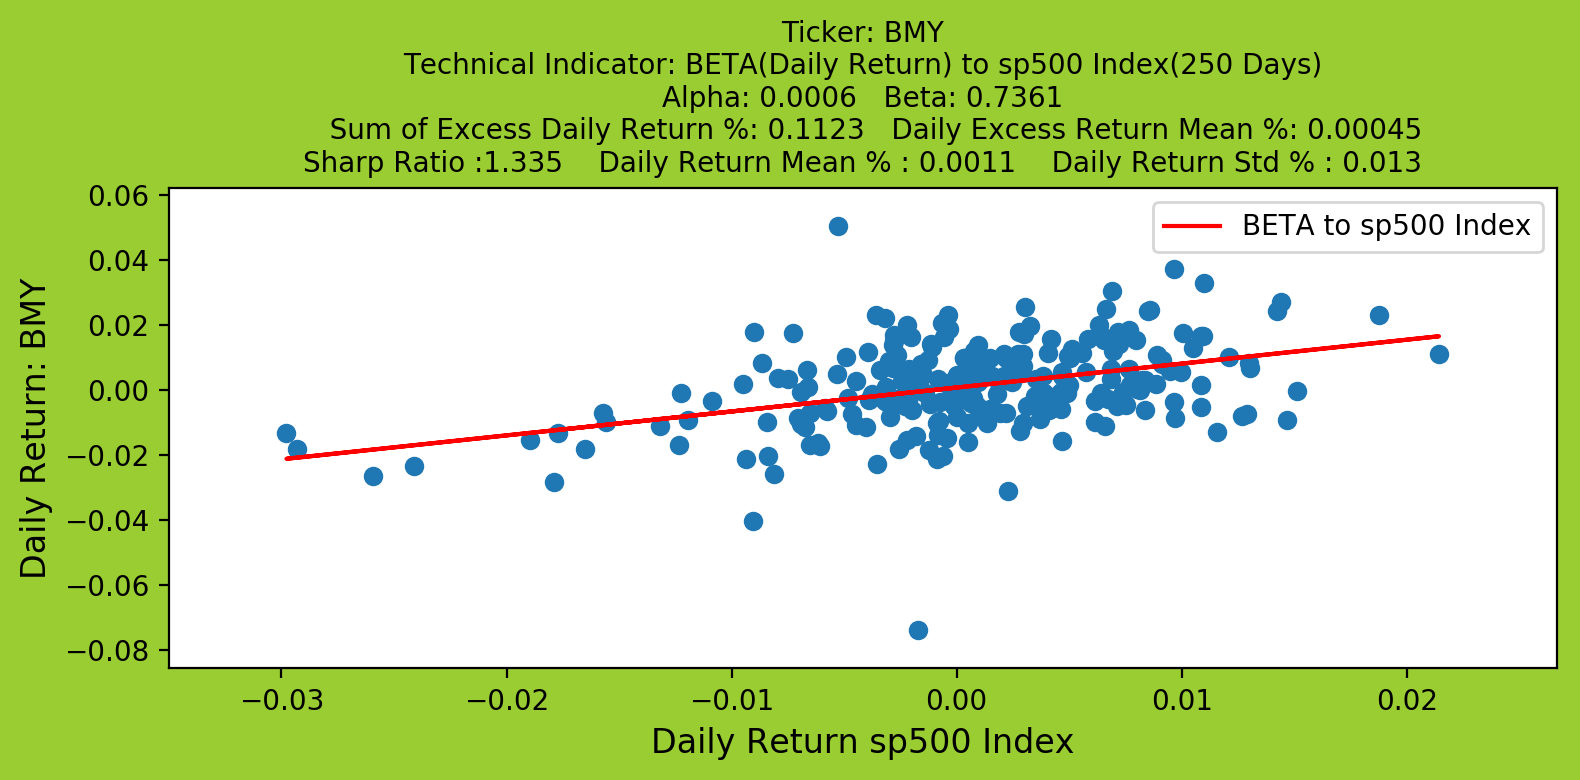 Ticker: BMY
Technical Indicator: BETA(Daily Return) to sp500 Index(250 Days)
Alpha: 0.0006   Beta: 0.7361
Sum of Excess Daily Return %: 0.1123   Daily Excess Return Mean %: 0.00045
Sharp Ratio :1.335    Daily Return Mean % : 0.0011    Daily Return Std % : 0.013
BETA to sp500 Index
Daily Return: BMY
0.06
0.04
0.02
0.00
−0.02
−0.04
−0.06
−0.08
−0.03 −0.02 −0.01 0.00 0.01 0.02
Daily Return sp500 Index